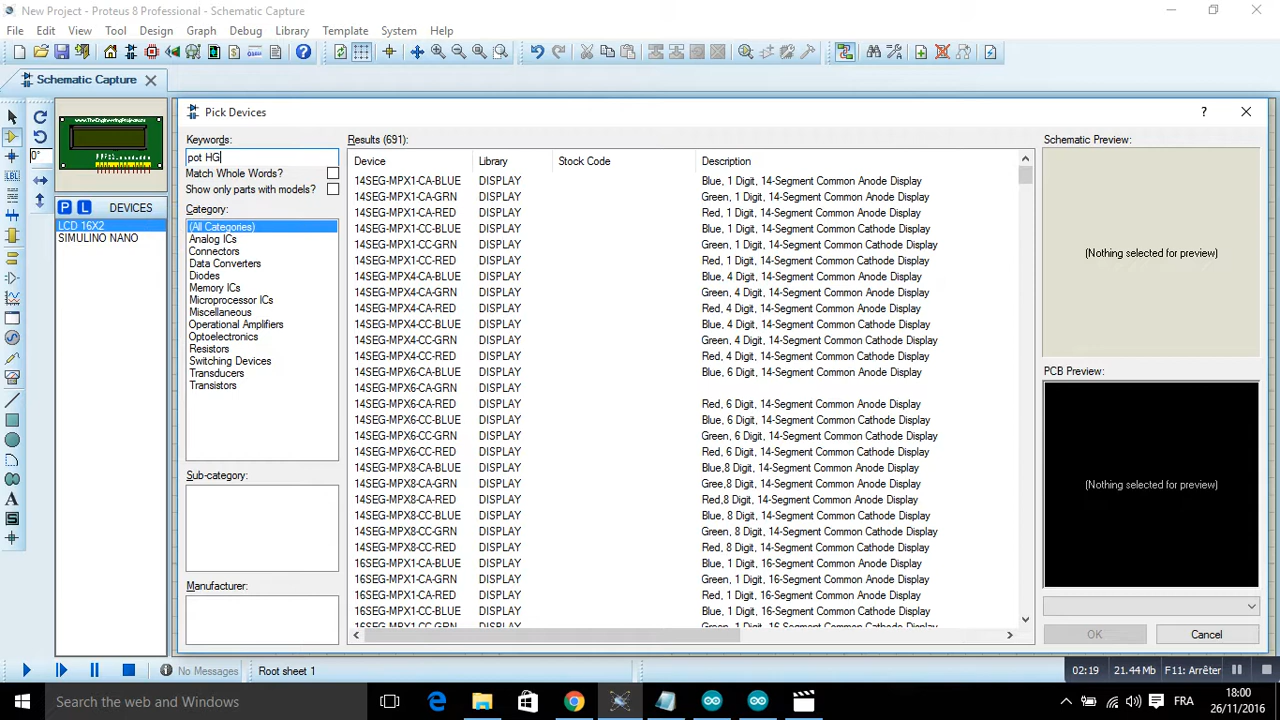 New Project - Proteus 8 Professional - Schematic Capture
File Edit View Tool Design Graph Debug Library Template System Help
Schematic Capture
Pick Devices
Keywords:
pot HG
Match Whole Words?
Show only parts with models?
Category:
(All Categories)
Analog ICs
Connectors
Data Converters
Diodes
Memory ICs
Microprocessor ICs
Miscellaneous
Operational Amplifiers
Optoelectronics
Resistors
Switching Devices
Transducers
Transistors
Sub-category:
Manufacturer:
0°
P L DEVICES
LCD 16X2
SIMULINO NANO
Results (691):
Device Library Stock Code Description
14SEG-MPX1-CA-BLUE DISPLAY Blue, 1 Digit, 14-Segment Common Anode Display
14SEG-MPX1-CA-GRN DISPLAY Green, 1 Digit, 14-Segment Common Anode Display
14SEG-MPX1-CA-RED DISPLAY Red, 1 Digit, 14-Segment Common Anode Display
14SEG-MPX1-CC-BLUE DISPLAY Blue, 1 Digit, 14-Segment Common Cathode Display
14SEG-MPX1-CC-GRN DISPLAY Green, 1 Digit, 14-Segment Common Cathode Display
14SEG-MPX1-CC-RED DISPLAY Red, 1 Digit, 14-Segment Common Cathode Display
14SEG-MPX4-CA-BLUE DISPLAY Blue, 4 Digit, 14-Segment Common Anode Display
14SEG-MPX4-CA-GRN DISPLAY Green, 4 Digit, 14-Segment Common Anode Display
14SEG-MPX4-CA-RED DISPLAY Red, 4 Digit, 14-Segment Common Anode Display
14SEG-MPX4-CC-BLUE DISPLAY Blue, 4 Digit, 14-Segment Common Cathode Display
14SEG-MPX4-CC-GRN DISPLAY Green, 4 Digit, 14-Segment Common Cathode Display
14SEG-MPX4-CC-RED DISPLAY Red, 4 Digit, 14-Segment Common Cathode Display
14SEG-MPX6-CA-BLUE DISPLAY Blue, 6 Digit, 14-Segment Common Anode Display
14SEG-MPX6-CA-GRN DISPLAY
14SEG-MPX6-CA-RED DISPLAY Red, 6 Digit, 14-Segment Common Anode Display
14SEG-MPX6-CC-BLUE DISPLAY Blue, 6 Digit, 14-Segment Common Cathode Display
14SEG-MPX6-CC-GRN DISPLAY Green, 6 Digit, 14-Segment Common Cathode Display
14SEG-MPX6-CC-RED DISPLAY Red, 6 Digit, 14-Segment Common Cathode Display
14SEG-MPX8-CA-BLUE DISPLAY Blue,8 Digit, 14-Segment Common Anode Display
14SEG-MPX8-CA-GRN DISPLAY Gree,8 Digit, 14-Segment Common Anode Display
14SEG-MPX8-CA-RED DISPLAY Red,8 Digit, 14-Segment Common Anode Display
14SEG-MPX8-CC-BLUE DISPLAY Blue, 8 Digit, 14-Segment Common Cathode Display
14SEG-MPX8-CC-GRN DISPLAY Green, 8 Digit, 14-Segment Common Cathode Display
14SEG-MPX8-CC-RED DISPLAY Red, 8 Digit, 14-Segment Common Cathode Display
16SEG-MPX1-CA-BLUE DISPLAY Blue, 1 Digit, 16-Segment Common Anode Display
16SEG-MPX1-CA-GRN DISPLAY Green, 1 Digit, 16-Segment Common Anode Display
16SEG-MPX1-CA-RED DISPLAY Red, 1 Digit, 16-Segment Common Anode Display
16SEG-MPX1-CC-BLUE DISPLAY Blue, 1 Digit, 16-Segment Common Cathode Display
16SEG-MPX1-CC-GRN DISPLAY Green, 1 Digit, 16-Segment Common Cathode Display
Schematic Preview:
(Nothing selected for preview)
PCB Preview:
(Nothing selected for preview)
OK Cancel
No Messages Root sheet 1 02:19 21.44 Mb F11: Arrêter
Search the web and Windows FRA 18:00
26/11/2016